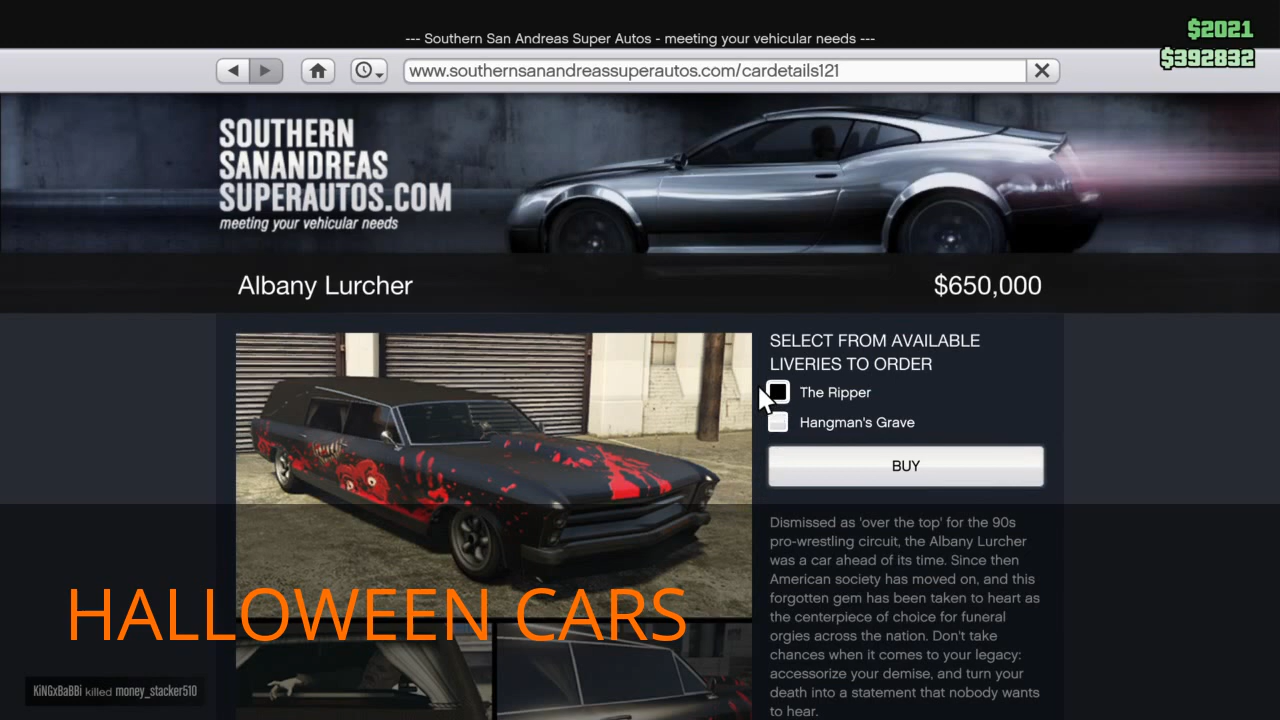 --- Southern San Andreas Super Autos - meeting your vehicular needs ---
$2021
$392832
www.southernsanandreassuperautos.com/cardetails121
SOUTHERN
SANANDREAS
SUPERAUTOS.COM
meeting your vehicular needs
Albany Lurcher
$650,000
SELECT FROM AVAILABLE
LIVERIES TO ORDER
The Ripper
Hangman's Grave
BUY
Dismissed as 'over the top' for the 90s
pro-wrestling circuit, the Albany Lurcher
was a car ahead of its time. Since then
American society has moved on, and this
forgotten gem has been taken to heart as
the centerpiece of choice for funeral
orgies across the nation. Don't take
chances when it comes to your legacy:
accessorize your demise, and turn your
death into a statement that nobody wants
to hear.
HALLOWEEN CARS
KiNGxBaBBi killed money_stacker510